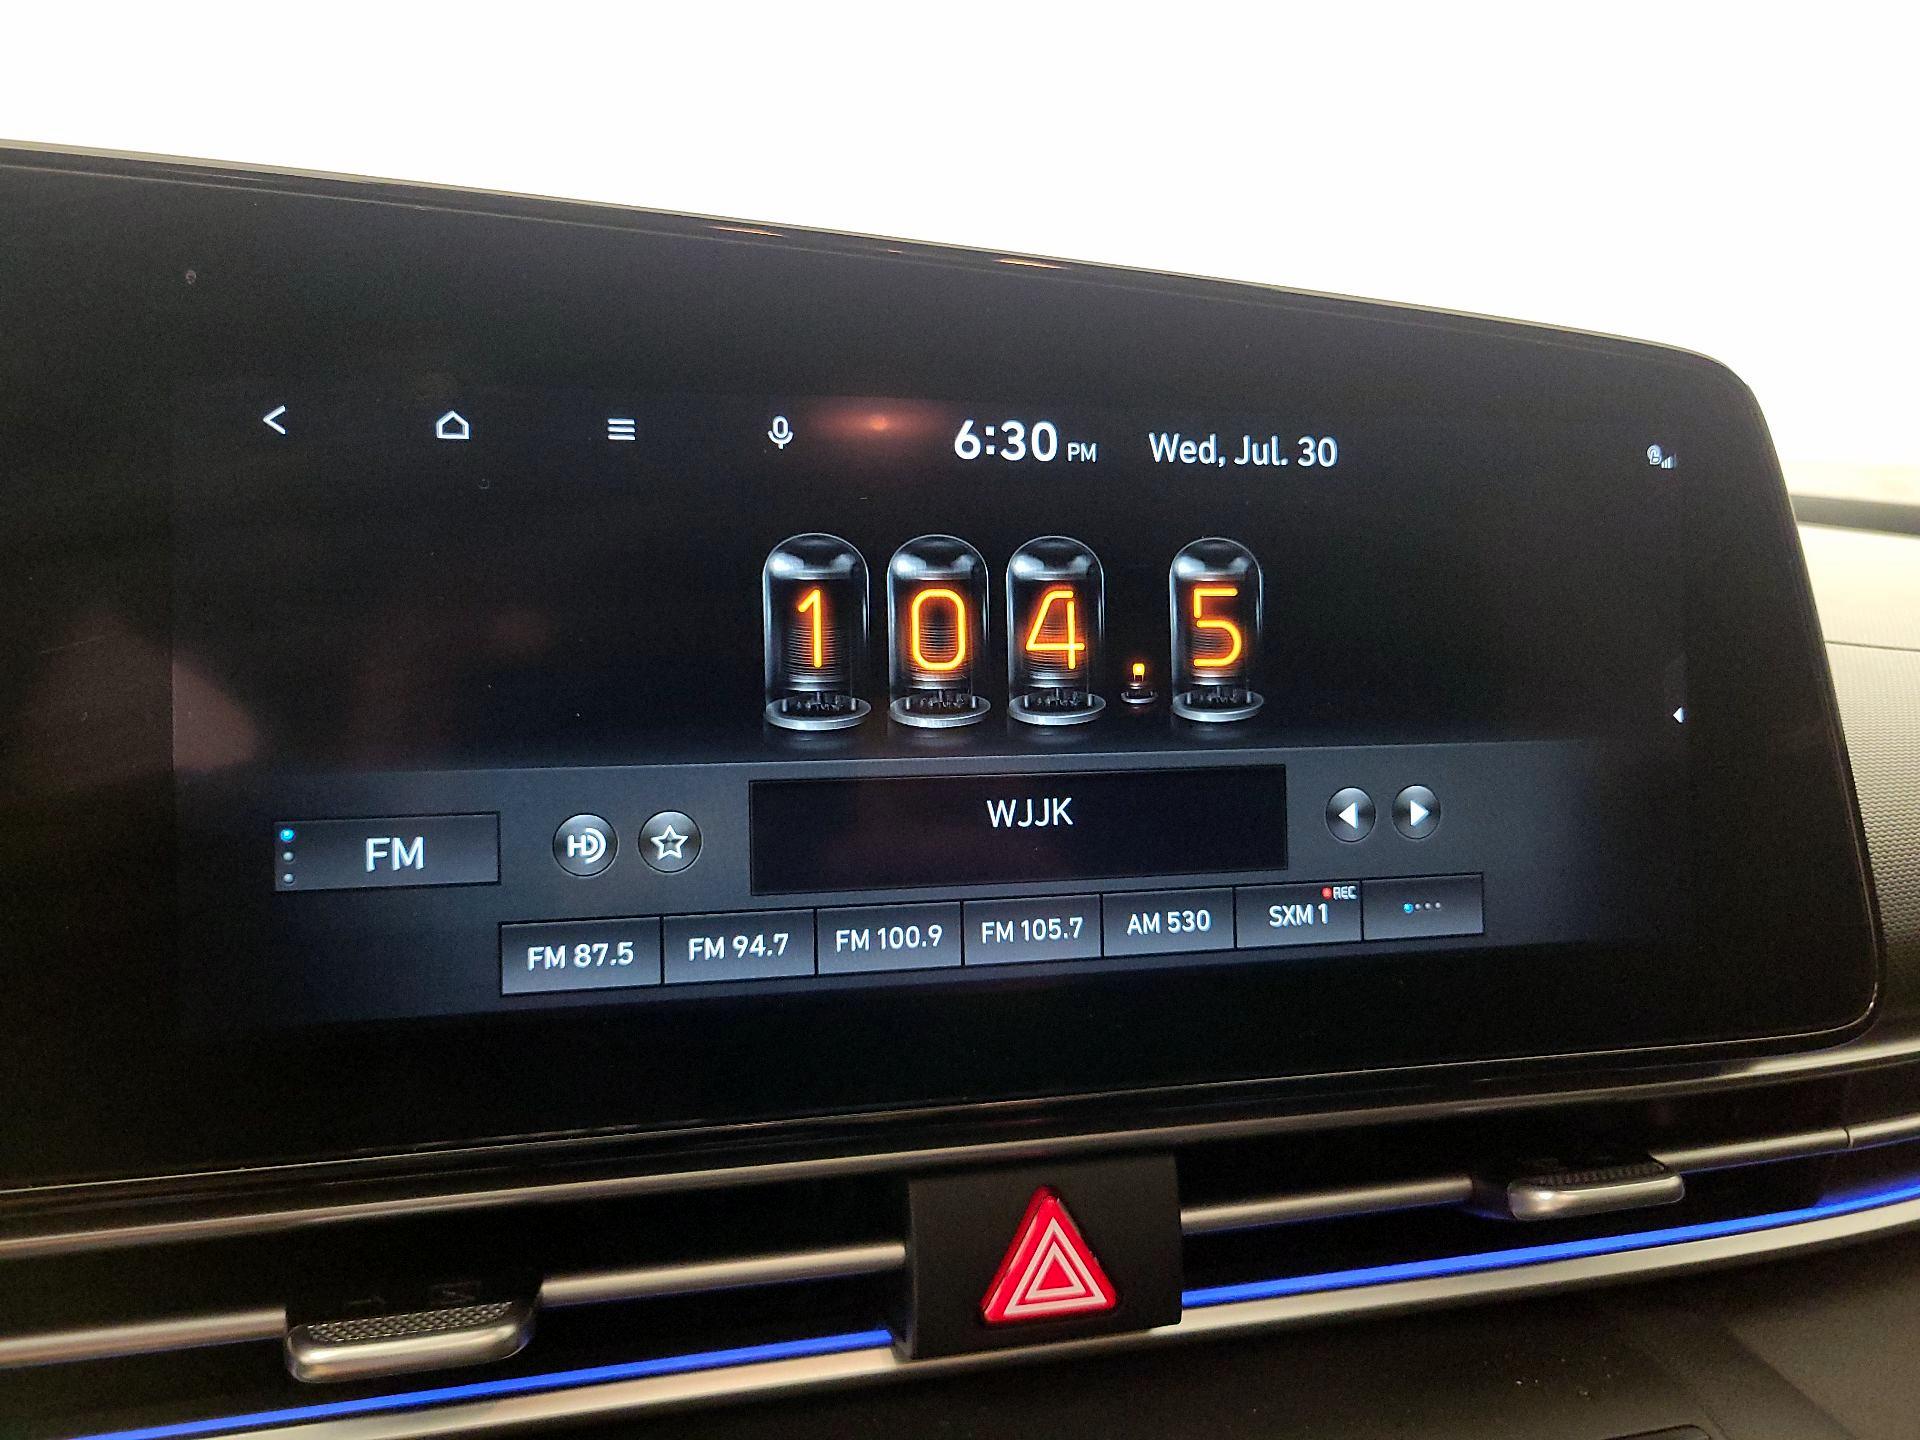 6:30 PM Wed, Jul. 30
104.5
WJJK
FM
HD
FM 87.5 FM 94.7 FM 100.9 FM 105.7 AM 530 SXM 1 REC